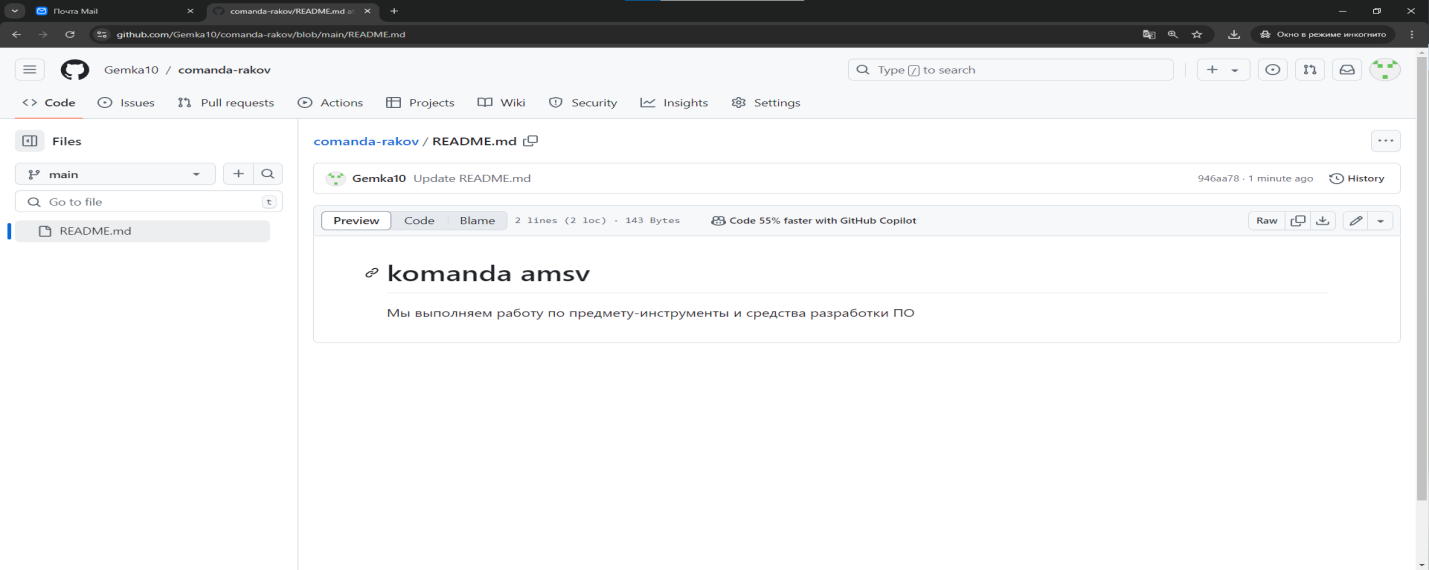 Почта Mail
comanda-rakov/README.md at
github.com/Gemka10/comanda-rakov/blob/main/README.md
Окно в режиме инкогнито
Gemka10 / comanda-rakov
Type / to search
Code Issues Pull requests Actions Projects Wiki Security Insights Settings
Files
main
Go to file t
README.md
comanda-rakov / README.md
Gemka10 Update README.md 946aa78 · 1 minute ago History
Preview Code Blame 2 lines (2 loc) · 143 Bytes Code 55% faster with GitHub Copilot Raw
komanda amsv
Мы выполняем работу по предмету-инструменты и средства разработки ПО